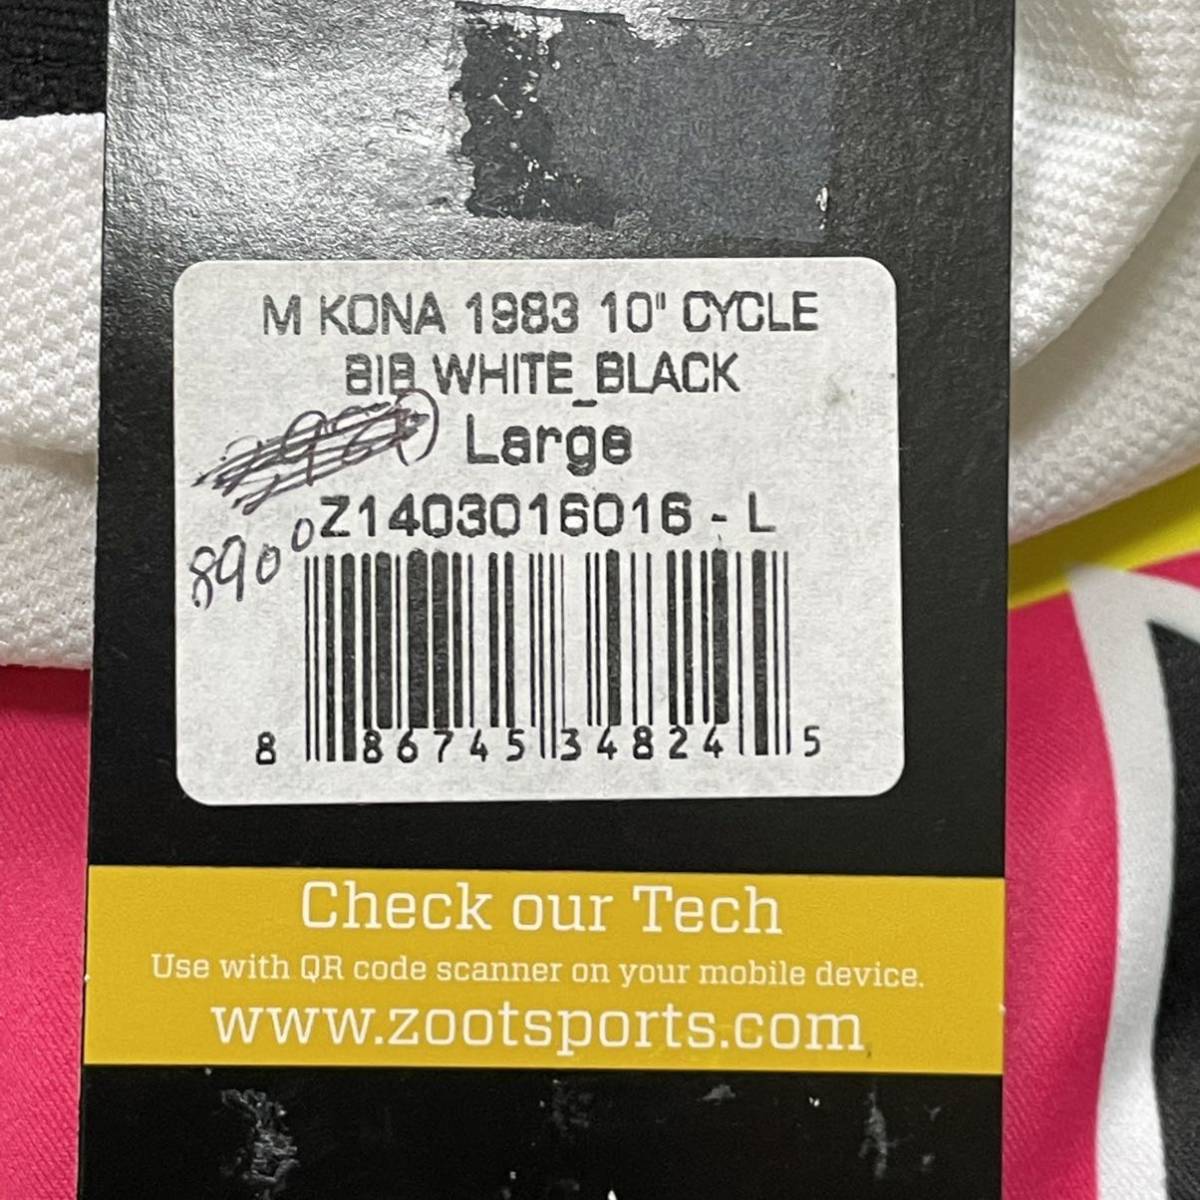 M KONA 1983 10" CYCLE
BIB WHITE_BLACK
Large
Z1403016016 - L
8900
8 86745 34824 5
Check our Tech
Use with QR code scanner on your mobile device.
www.zootsports.com